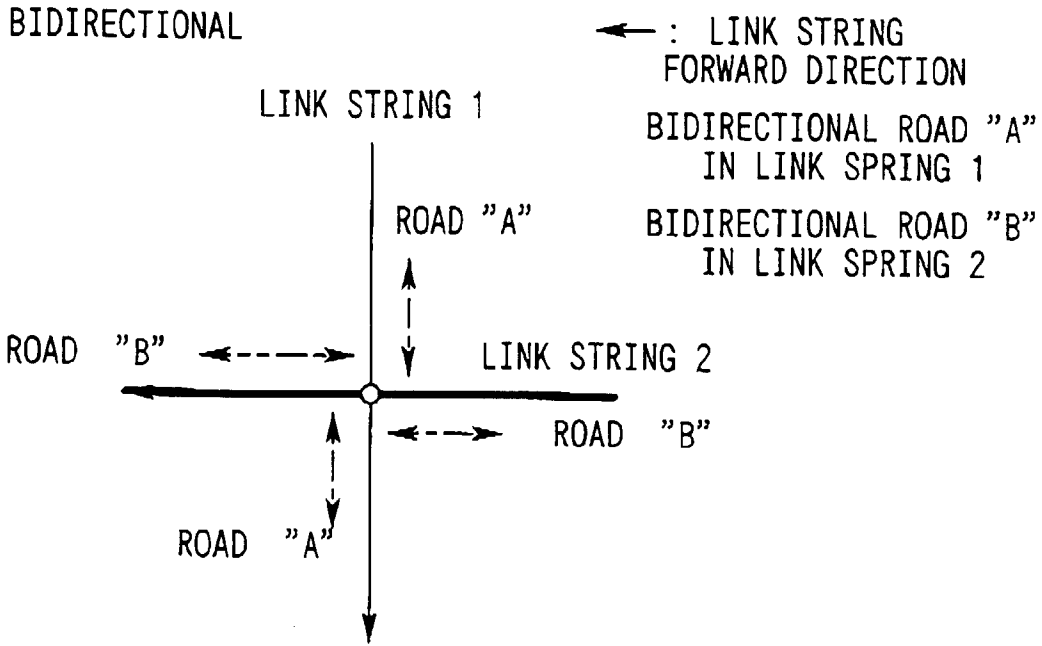 BIDIRECTIONAL
: LINK STRING
FORWARD DIRECTION
LINK STRING 1
BIDIRECTIONAL ROAD "A"
IN LINK SPRING 1
ROAD "A"
BIDIRECTIONAL ROAD "B"
IN LINK SPRING 2
ROAD "B"
LINK STRING 2
ROAD "B"
ROAD "A"